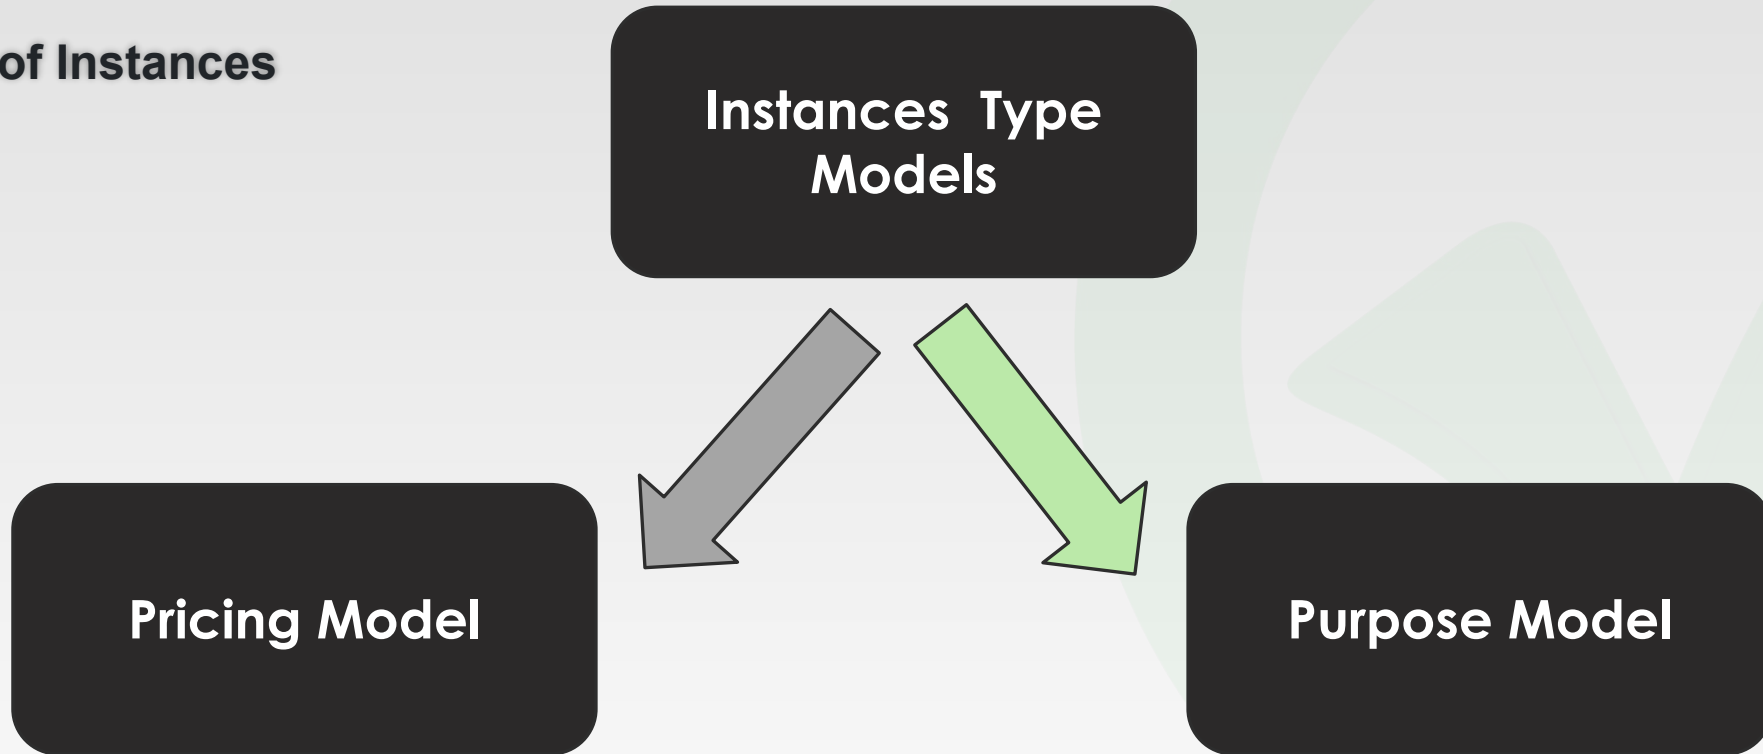 of Instances
Instances Type
Models
Pricing Model
Purpose Model